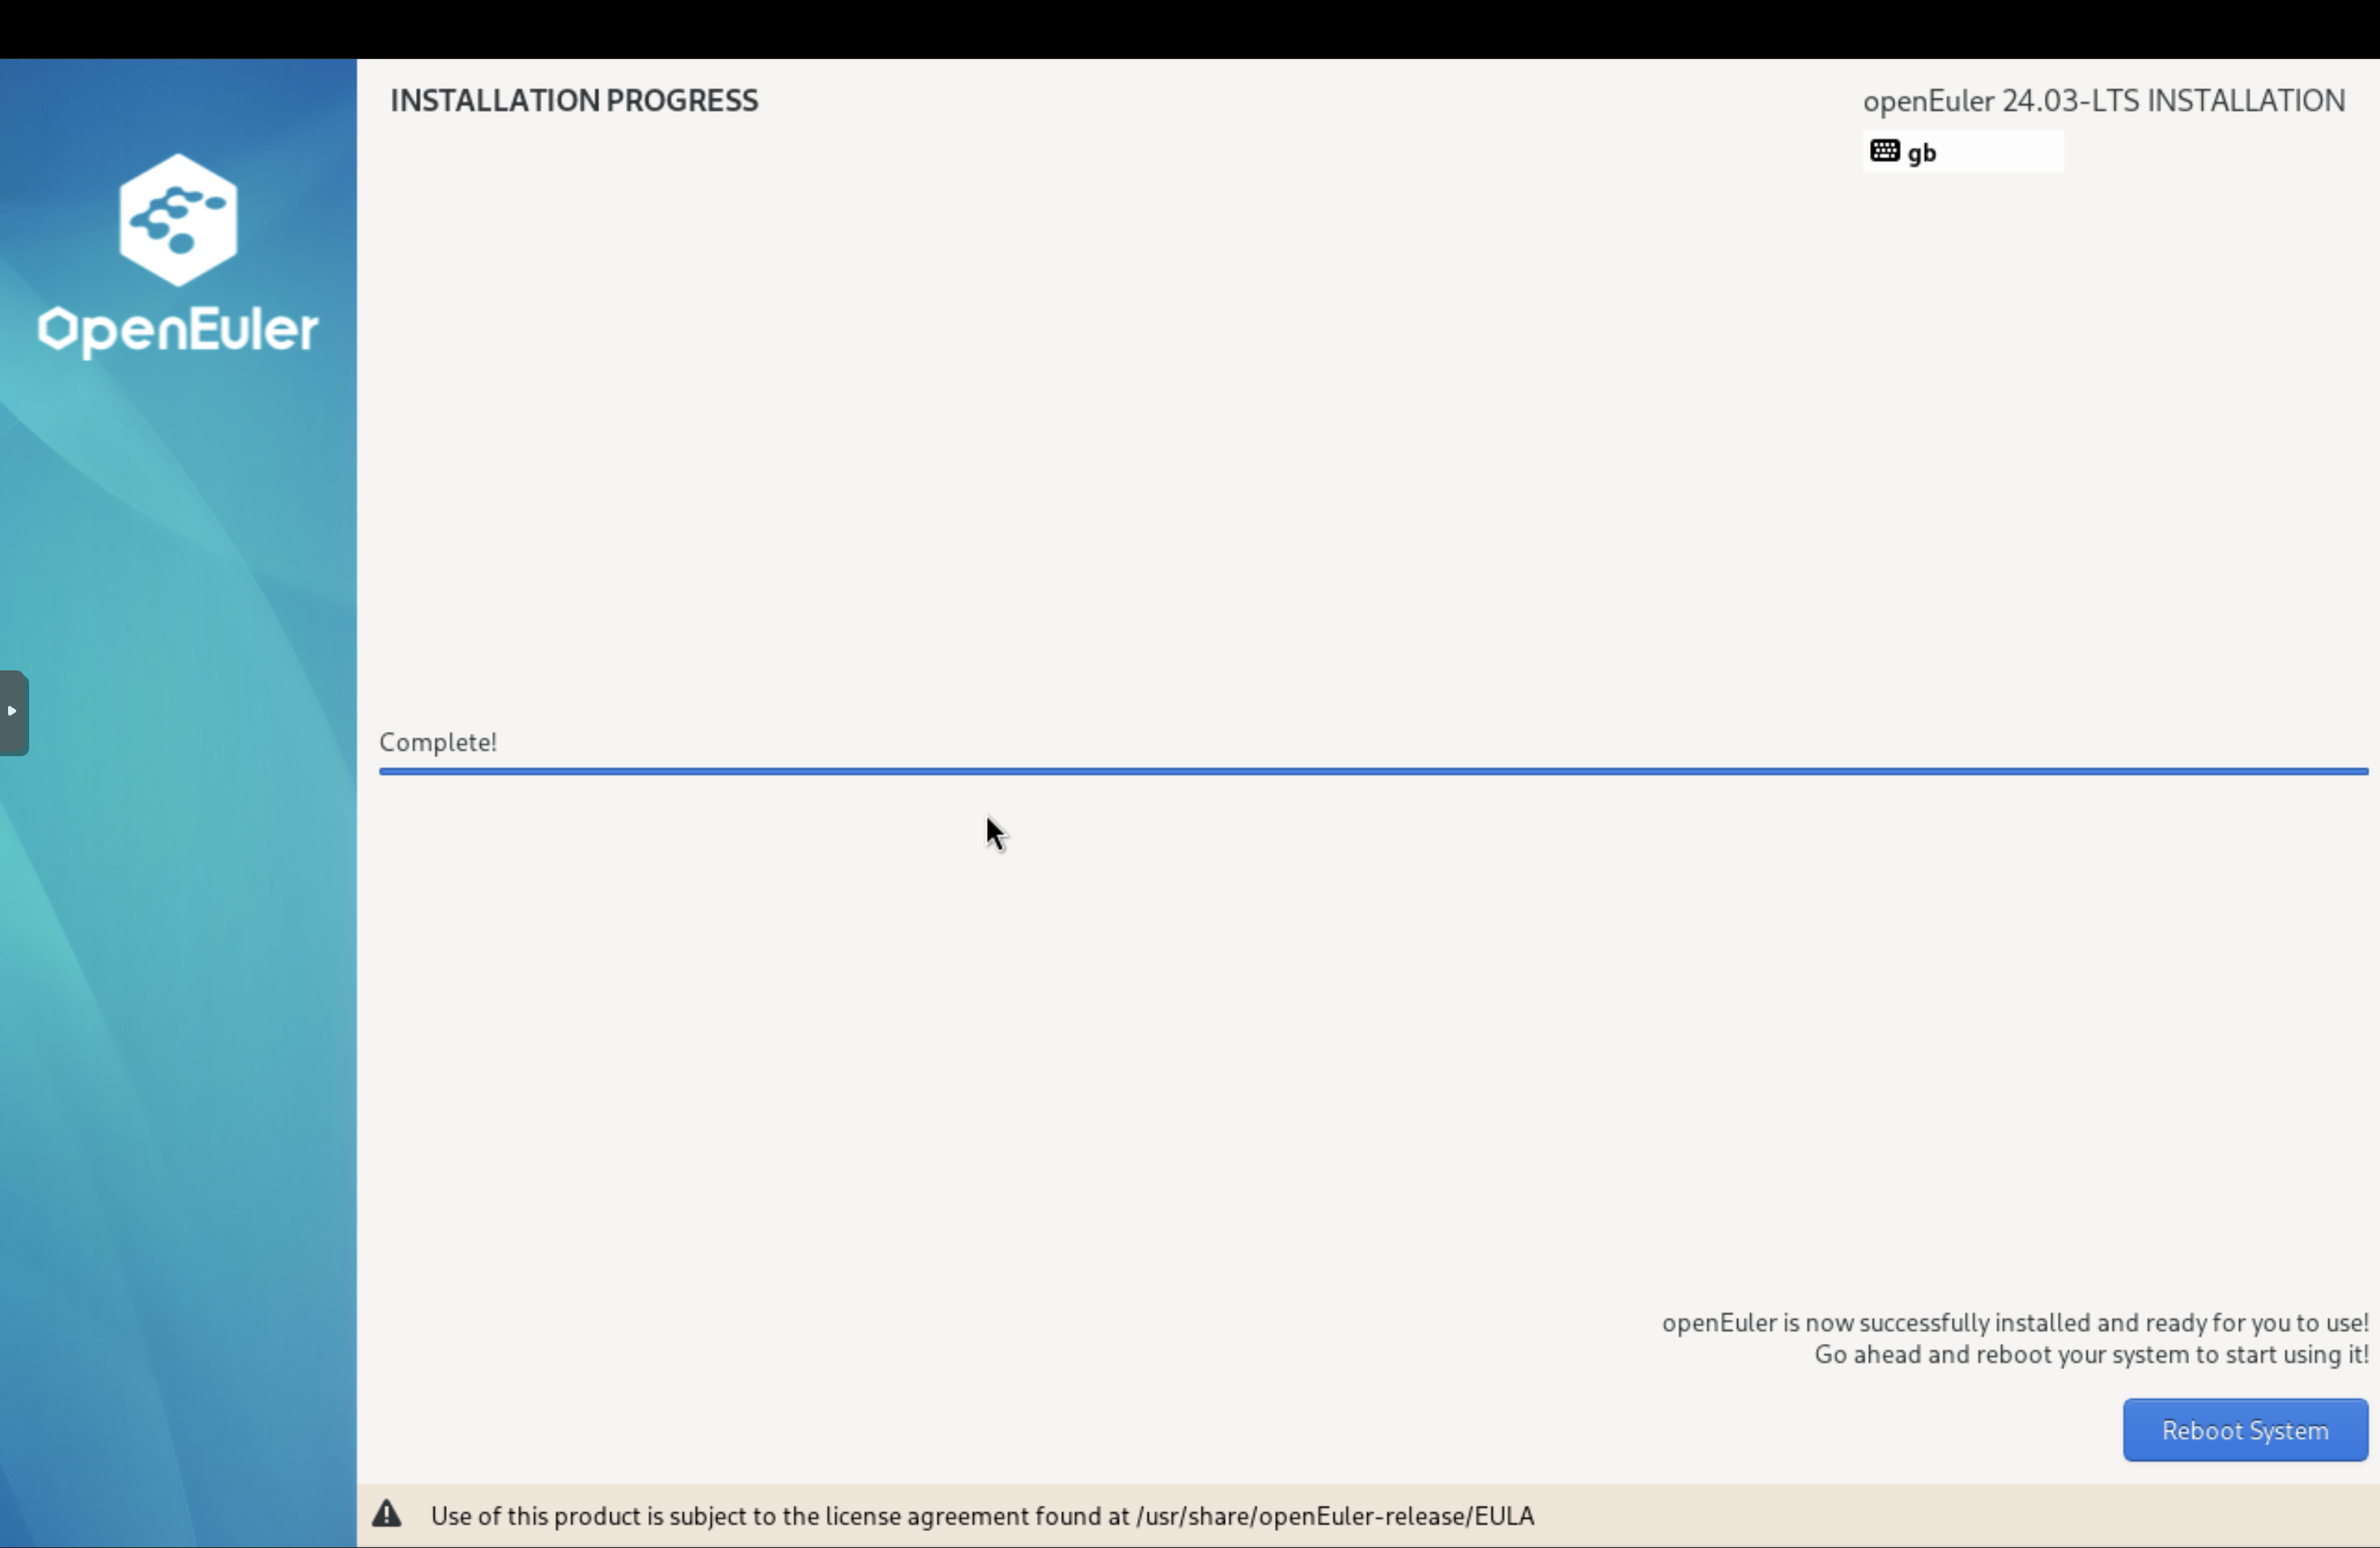 INSTALLATION PROGRESS
openEuler 24.03-LTS INSTALLATION
gb
openEuler
Complete!
openEuler is now successfully installed and ready for you to use!
Go ahead and reboot your system to start using it!
Reboot System
Use of this product is subject to the license agreement found at /usr/share/openEuler-release/EULA